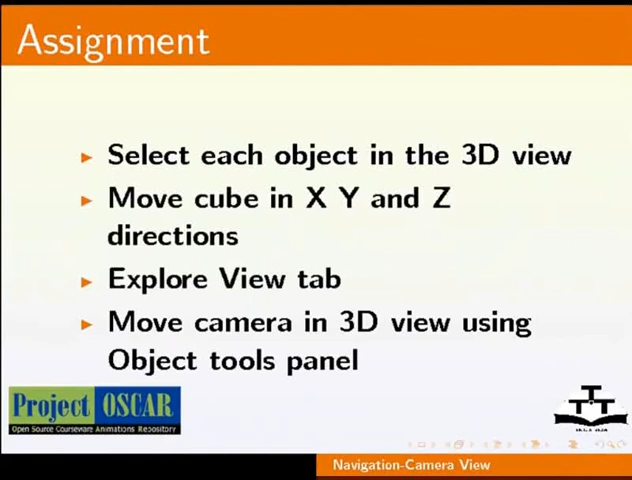 Assignment
Select each object in the 3D view
Move cube in X Y and Z
directions
Explore View tab
Move camera in 3D view using
Object tools panel
Project OSCAR
Open Source Courseware Animations Repository
Navigation-Camera View